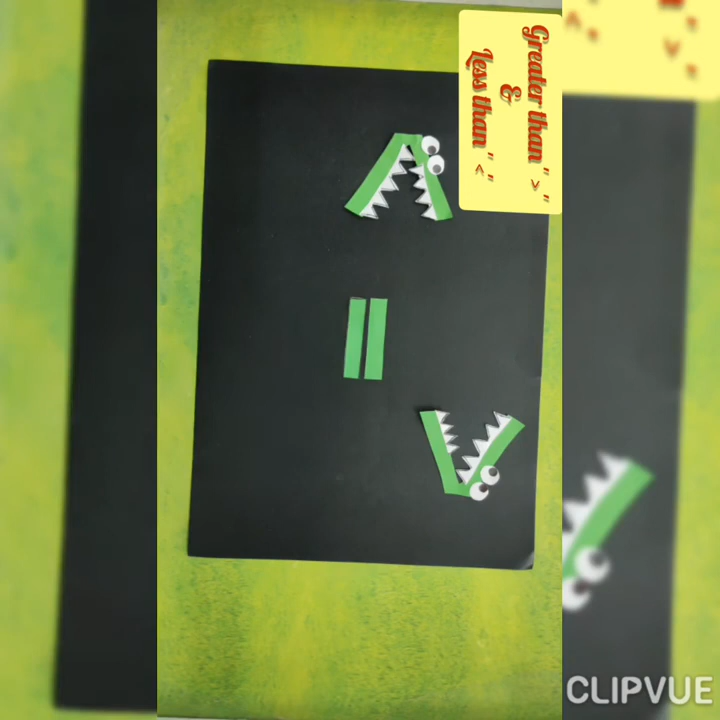 Greater than " > "
&
Less than " < "
CLIPVUE